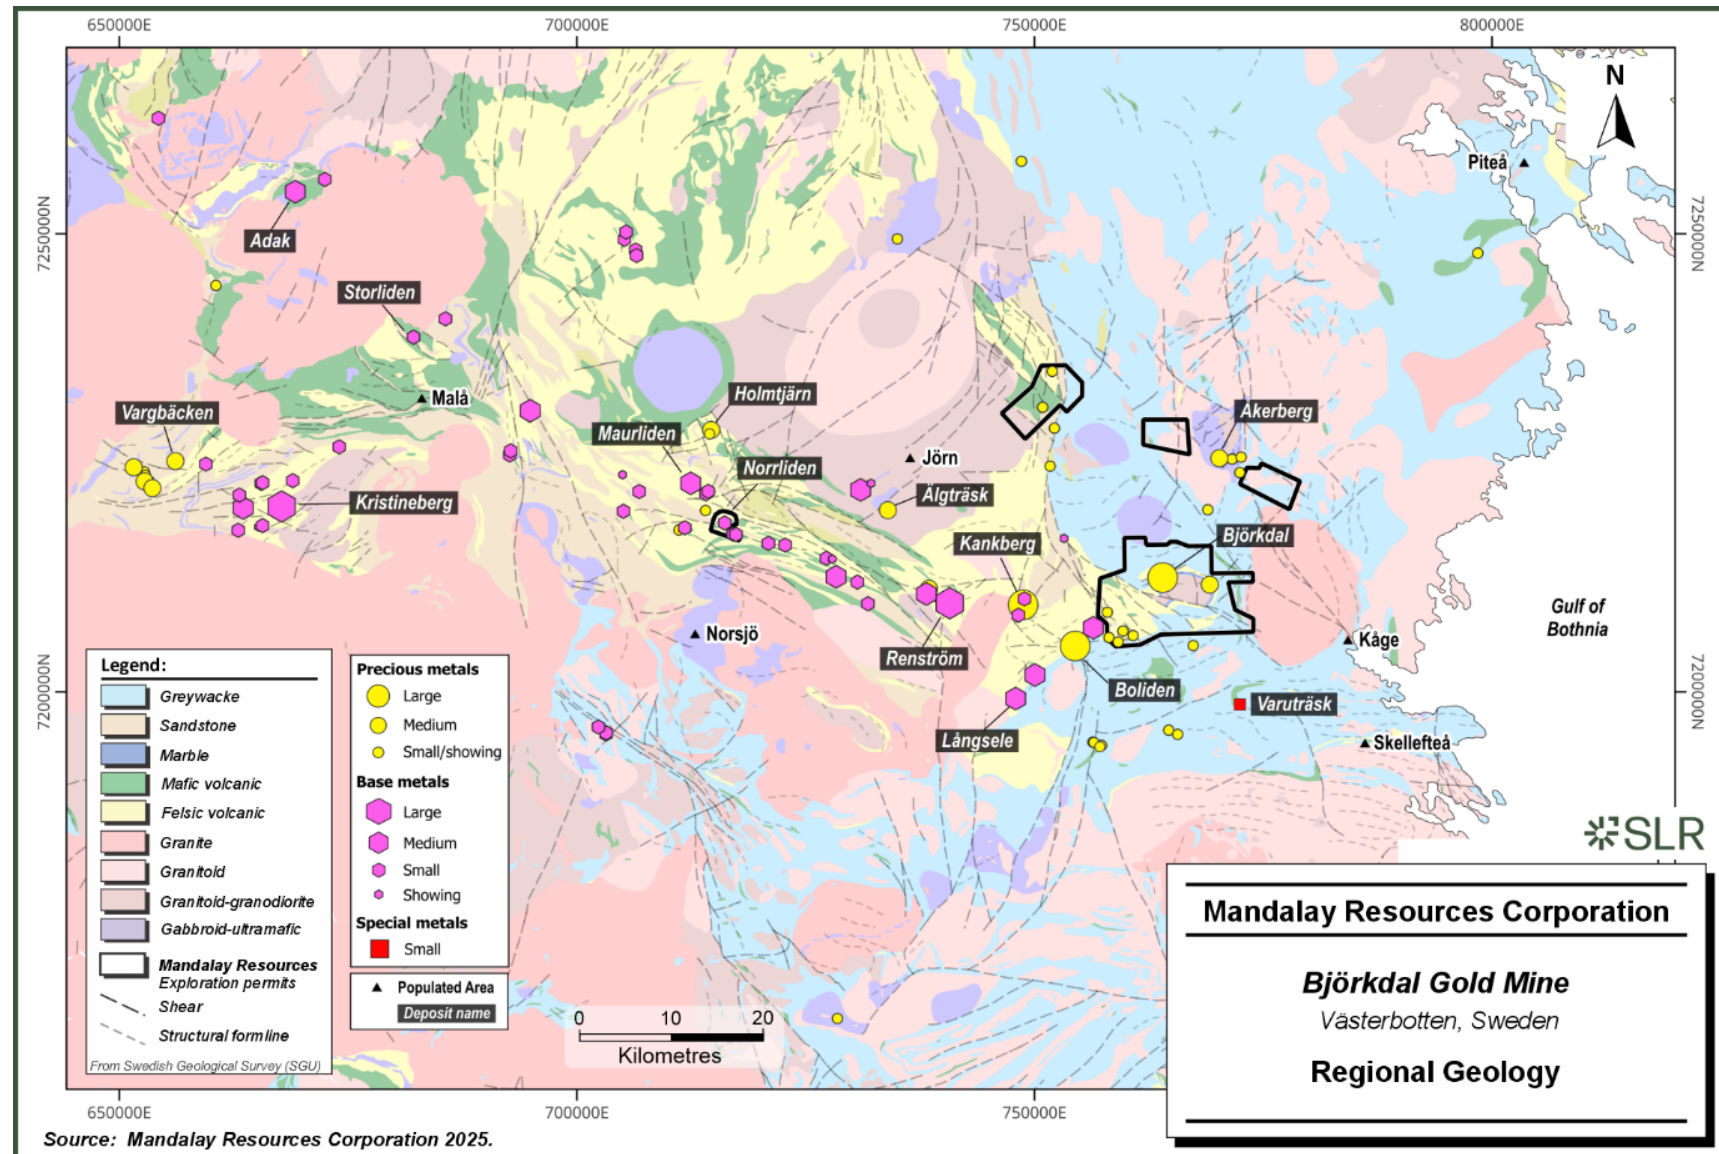 650000E
700000E
750000E
800000E
N
Piteå
7250000N
7250000N
Adak
Storliden
Malå
Vargbäcken
Holmtjärn
Maurliden
Norrliden
Åkerberg
Jörn
Kristineberg
Älgträsk
Kankberg
Björkdal
Gulf of
Bothnia
Norsjö
Kåge
Renström
Boliden
Varuträsk
Långsele
Skellefteå
7200000N
7200000N
Legend:
Greywacke
Sandstone
Marble
Mafic volcanic
Felsic volcanic
Granite
Granitoid
Granitoid-granodiorite
Gabbroid-ultramafic
Mandalay Resources
Exploration permits
Shear
Structural formline
From Swedish Geological Survey (SGU)
Precious metals
Large
Medium
Small/showing
Base metals
Large
Medium
Small
Showing
Special metals
Small
Populated Area
Deposit name
0 10 20
Kilometres
SLR
Mandalay Resources Corporation
Björkdal Gold Mine
Västerbotten, Sweden
Regional Geology
650000E
700000E
750000E
Source: Mandalay Resources Corporation 2025.